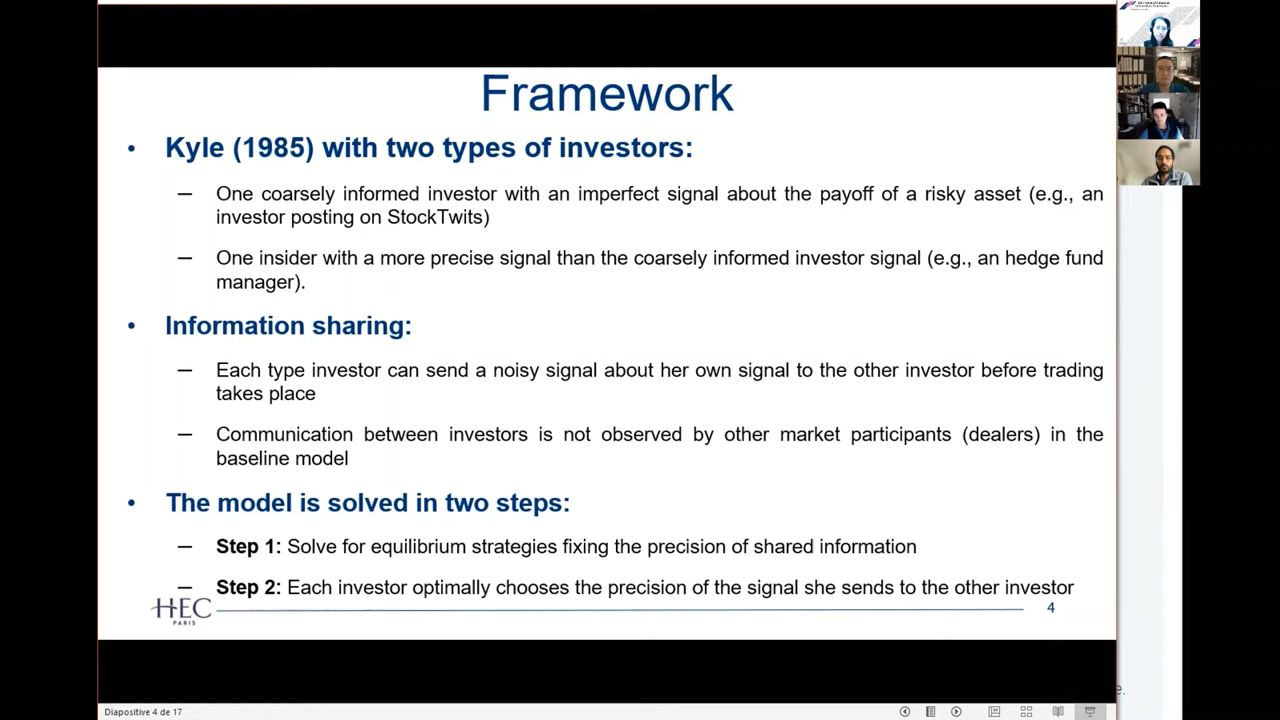 Framework
• Kyle (1985) with two types of investors:
– One coarsely informed investor with an imperfect signal about the payoff of a risky asset (e.g., an
investor posting on StockTwits)
– One insider with a more precise signal than the coarsely informed investor signal (e.g., an hedge fund
manager).
• Information sharing:
– Each type investor can send a noisy signal about her own signal to the other investor before trading
takes place
– Communication between investors is not observed by other market participants (dealers) in the
baseline model
• The model is solved in two steps:
– Step 1: Solve for equilibrium strategies fixing the precision of shared information
– Step 2: Each investor optimally chooses the precision of the signal she sends to the other investor
HEC
PARIS
4
Diapositive 4 de 17